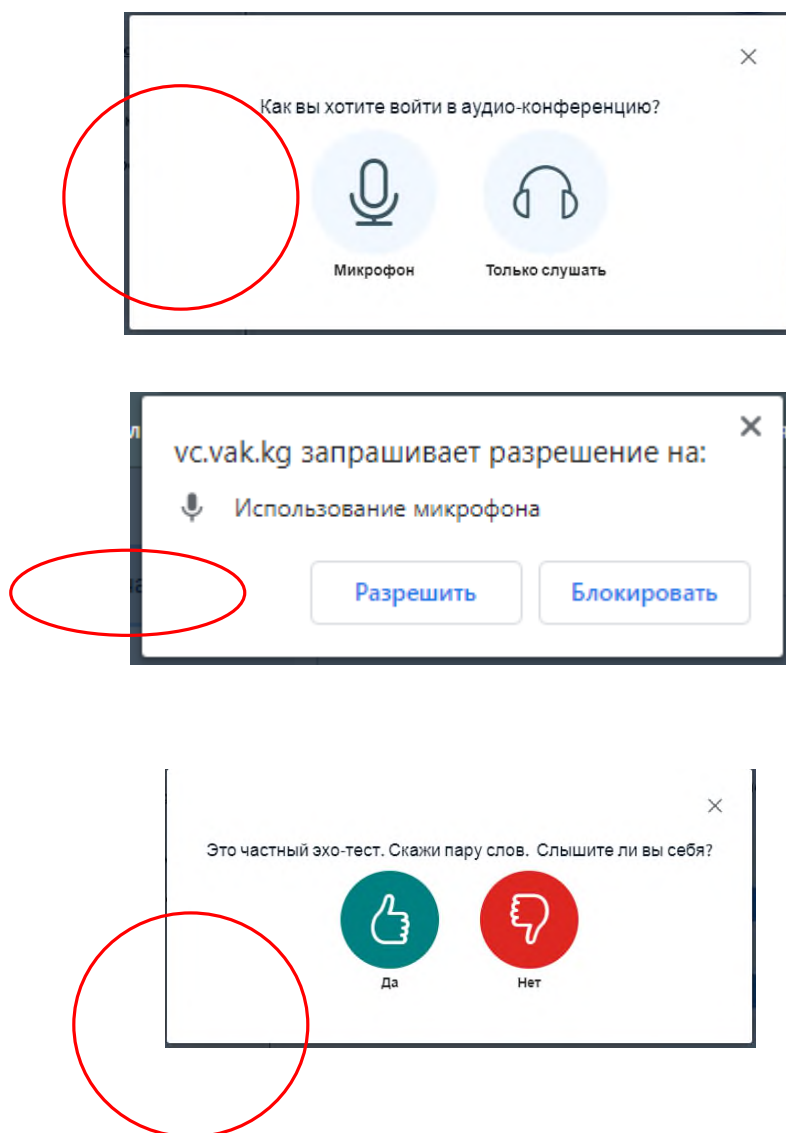 Как вы хотите войти в аудио-конференцию?
Микрофон Только слушать
vc.vak.kg запрашивает разрешение на:
Использование микрофона
Разрешить Блокировать
Это частный эхо-тест. Скажи пару слов. Слышите ли вы себя?
Да Нет